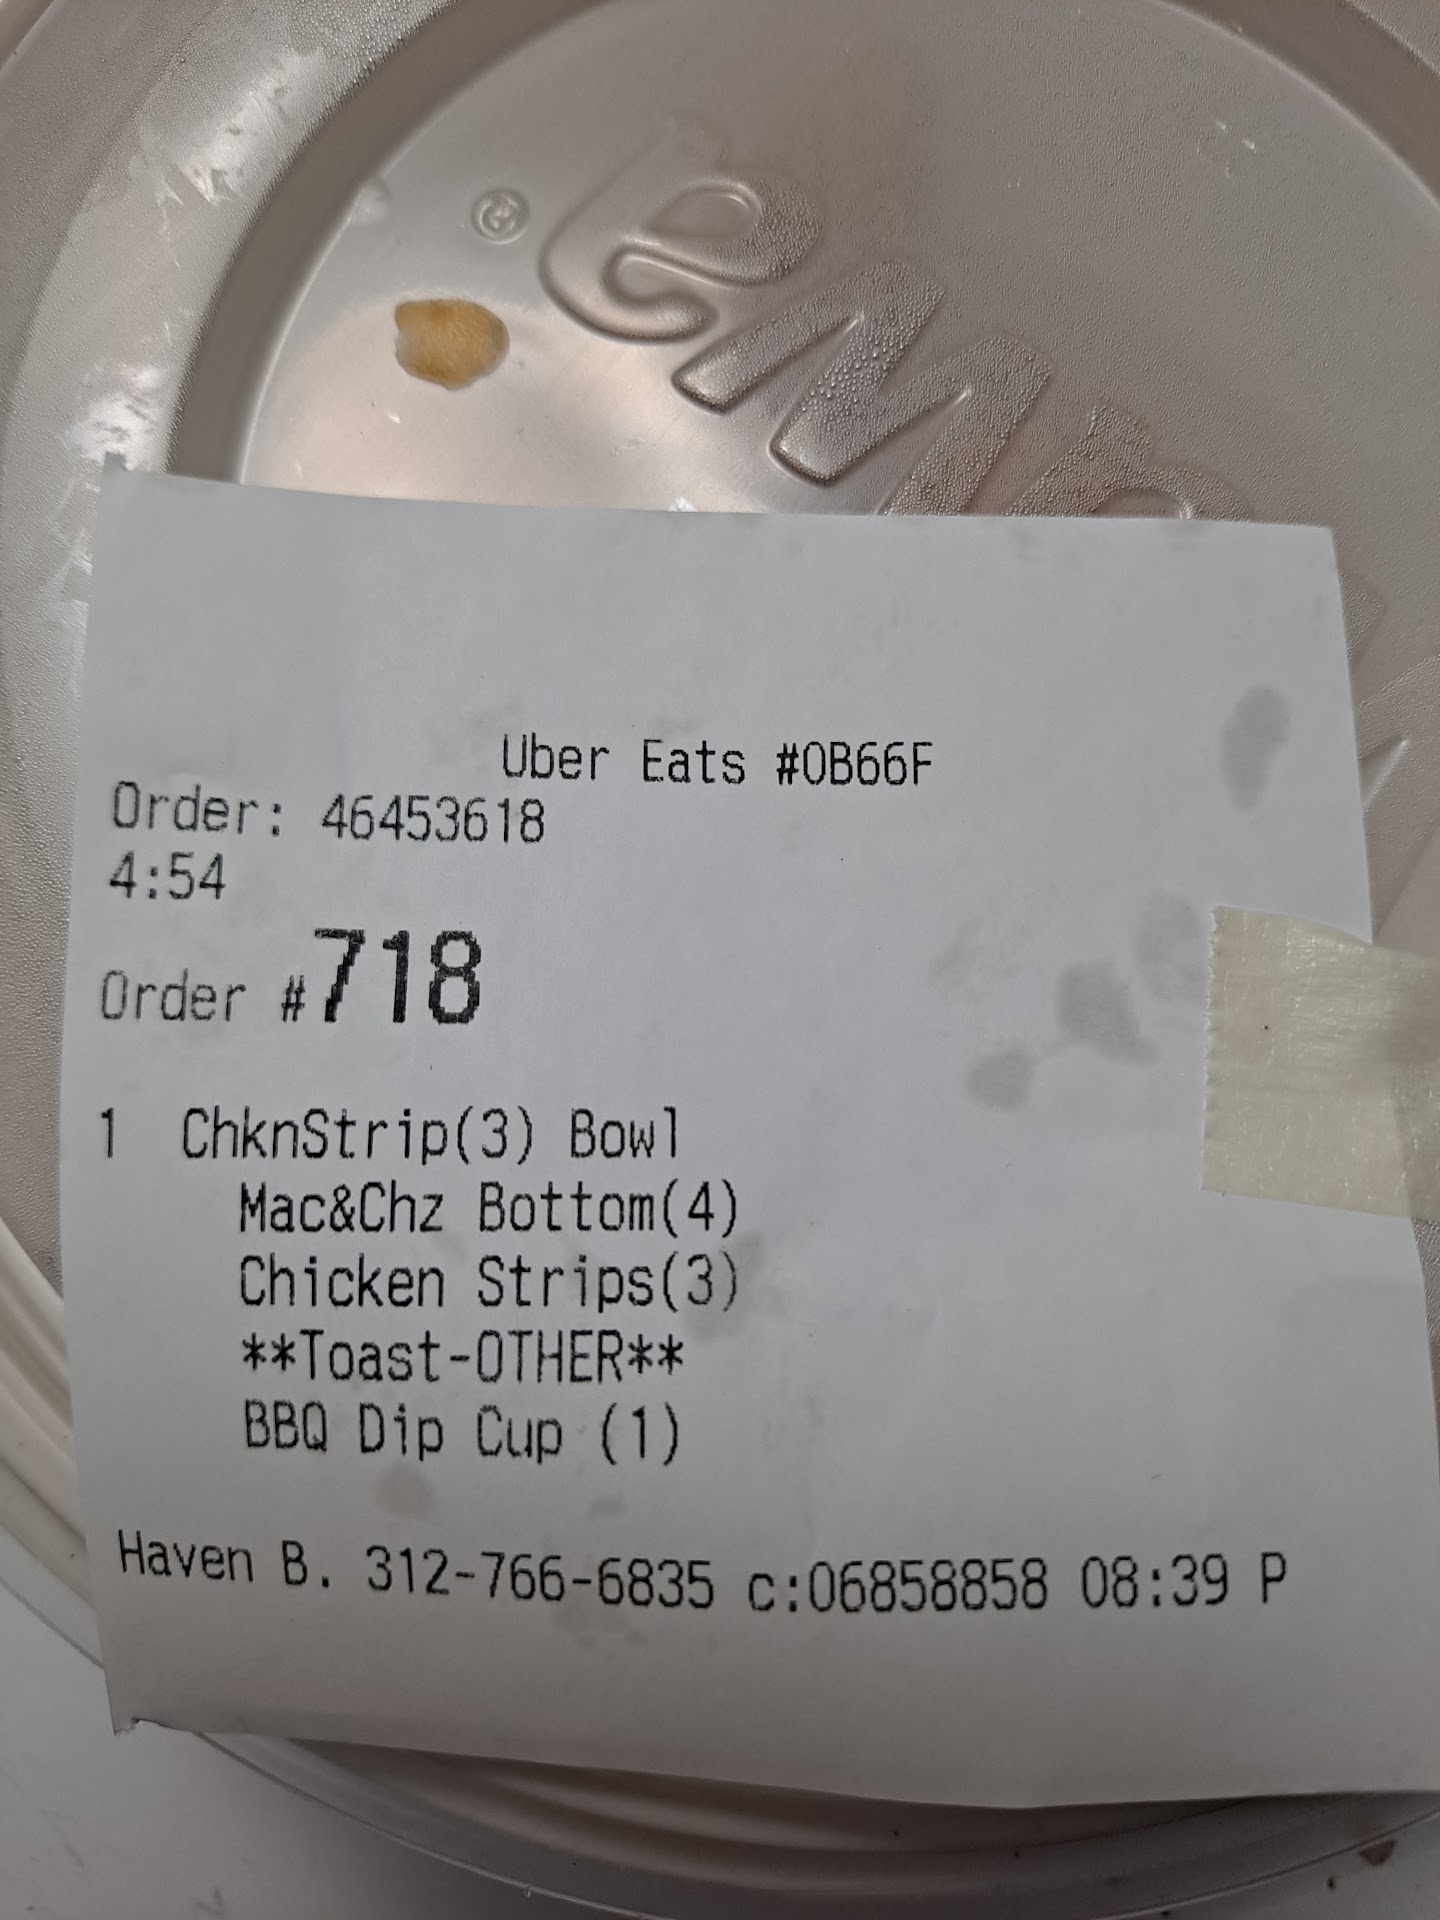 Uber Eats #0B66F
Order: 46453618
4:54
Order #718
1 ChknStrip(3) Bowl
Mac&Chz Bottom(4)
Chicken Strips(3)
**Toast-OTHER**
BBQ Dip Cup (1)
Haven B. 312-766-6835 c:06858858 08:39 P